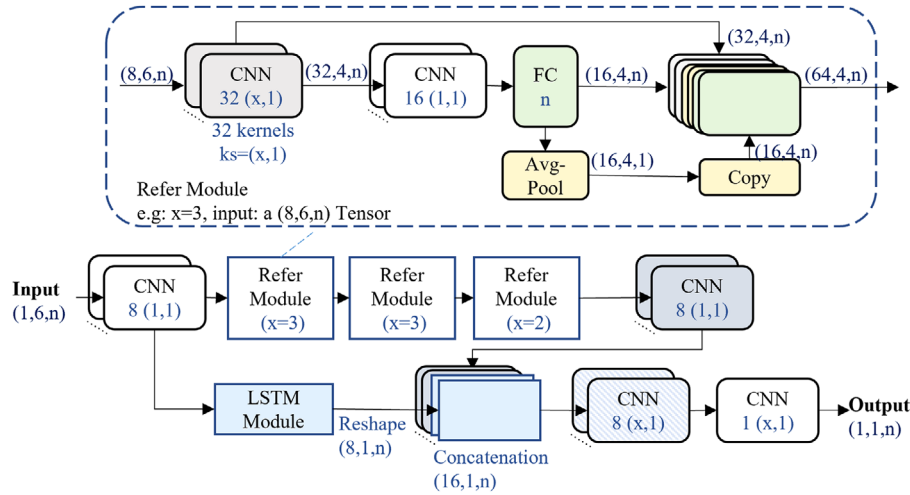 (32,4,n)
(8,6,n)
CNN
32 (x,1)
(32,4,n)
CNN
16 (1,1)
FC
n
(16,4,n)
(64,4,n)
32 kernels
ks=(x,1)
Avg-
Pool
(16,4,1)
(16,4,n)
Copy
Refer Module
e.g: x=3, input: a (8,6,n) Tensor
Input
(1,6,n)
CNN
8 (1,1)
Refer
Module
(x=3)
Refer
Module
(x=3)
Refer
Module
(x=2)
CNN
8 (1,1)
LSTM
Module
Reshape
(8,1,n)
Concatenation
(16,1,n)
CNN
8 (x,1)
CNN
1 (x,1)
Output
(1,1,n)